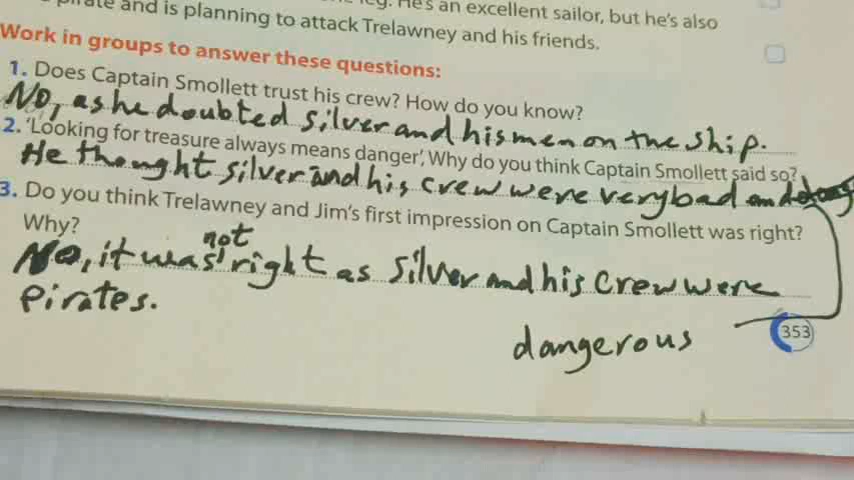 leg. He's an excellent sailor, but he's also
and is planning to attack Trelawney and his friends.
Work in groups to answer these questions:
1. Does Captain Smollett trust his crew? How do you know?
No, as he doubted silver and his men on the ship.
2. 'Looking for treasure always means danger', Why do you think Captain Smollett said so?
He thought silver and his crew were very bad and
3. Do you think Trelawney and Jim's first impression on Captain Smollett was right?
Why?
not
No, it was right as silver and his crew were
pirates.
dangerous
353